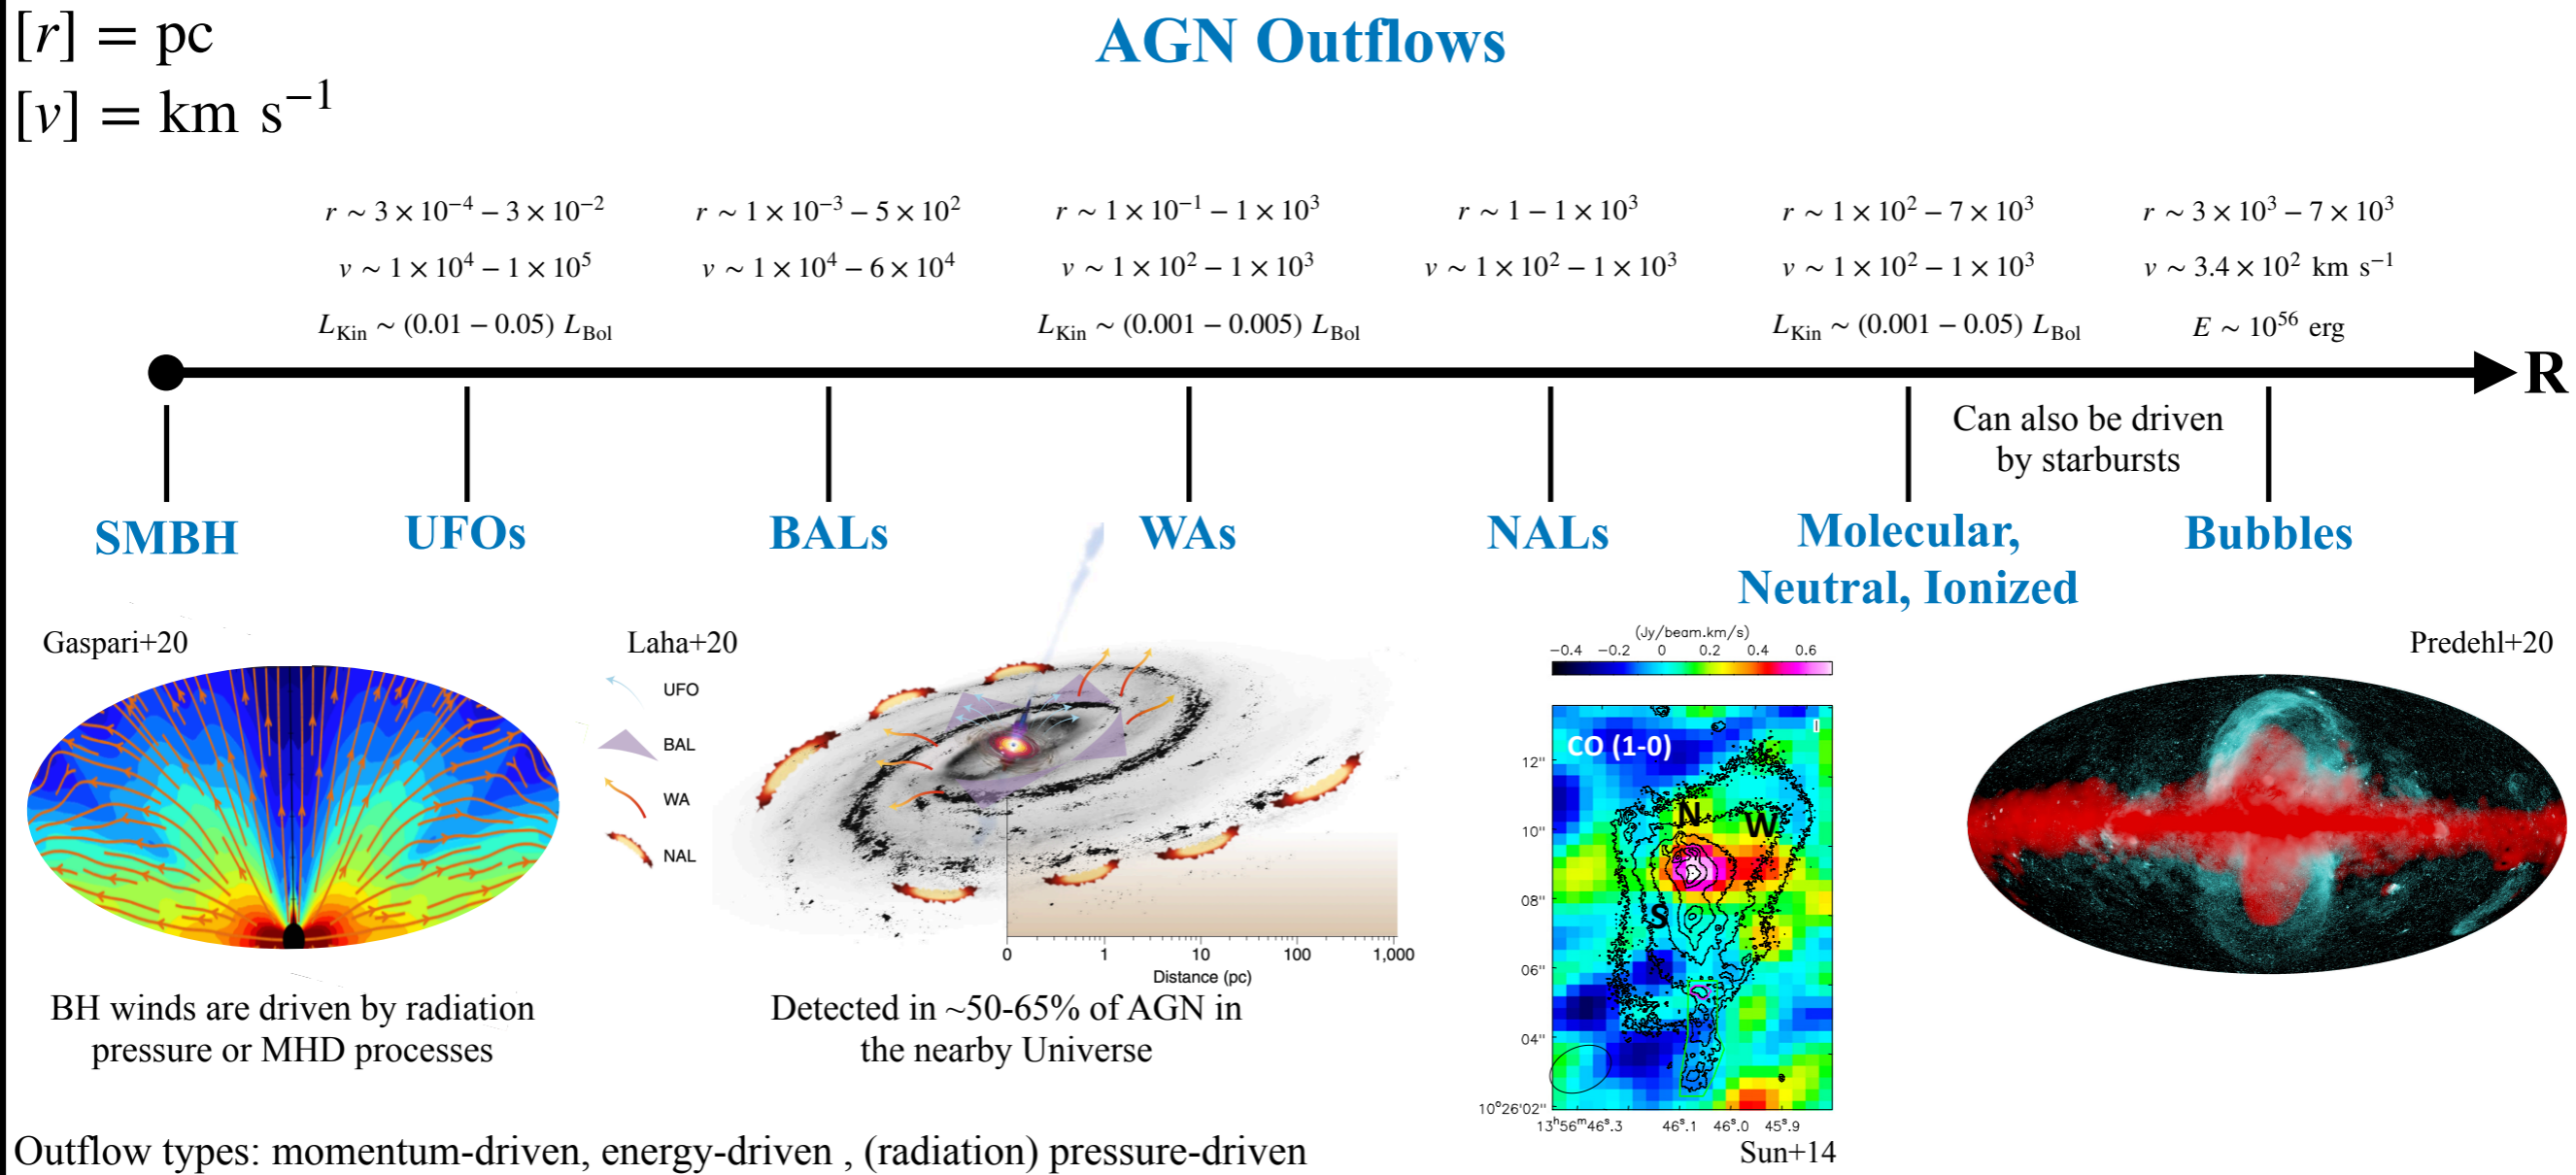 [r] = pc
AGN Outflows
[v] = km s⁻¹
r ∼ 3 × 10⁻⁴ − 3 × 10⁻²
v ∼ 1 × 10⁴ − 1 × 10⁵
L_Kin ∼ (0.01 − 0.05) L_Bol
r ∼ 1 × 10⁻³ − 5 × 10²
v ∼ 1 × 10⁴ − 6 × 10⁴
r ∼ 1 × 10⁻¹ − 1 × 10³
v ∼ 1 × 10² − 1 × 10³
L_Kin ∼ (0.001 − 0.005) L_Bol
r ∼ 1 − 1 × 10³
v ∼ 1 × 10² − 1 × 10³
r ∼ 1 × 10² − 7 × 10³
v ∼ 1 × 10² − 1 × 10³
L_Kin ∼ (0.001 − 0.05) L_Bol
r ∼ 3 × 10³ − 7 × 10³
v ∼ 3.4 × 10² km s⁻¹
E ∼ 10⁵⁶ erg
R
Can also be driven
by starbursts
SMBH
UFOs
BALs
WAs
NALs
Molecular,
Neutral, Ionized
Bubbles
Gaspari+20
BH winds are driven by radiation
pressure or MHD processes
Laha+20
UFO
BAL
WA
NAL
0 1 10 100 1,000
Distance (pc)
Detected in ~50-65% of AGN in
the nearby Universe
(Jy/beam.km/s)
−0.4 −0.2 0 0.2 0.4 0.6
CO (1-0)
N
W
S
12"
10"
08"
06"
04"
10°26'02"
13ʰ56ᵐ46ˢ.3 46ˢ.1 46ˢ.0 45ˢ.9
Sun+14
Predehl+20
Outflow types: momentum-driven, energy-driven , (radiation) pressure-driven